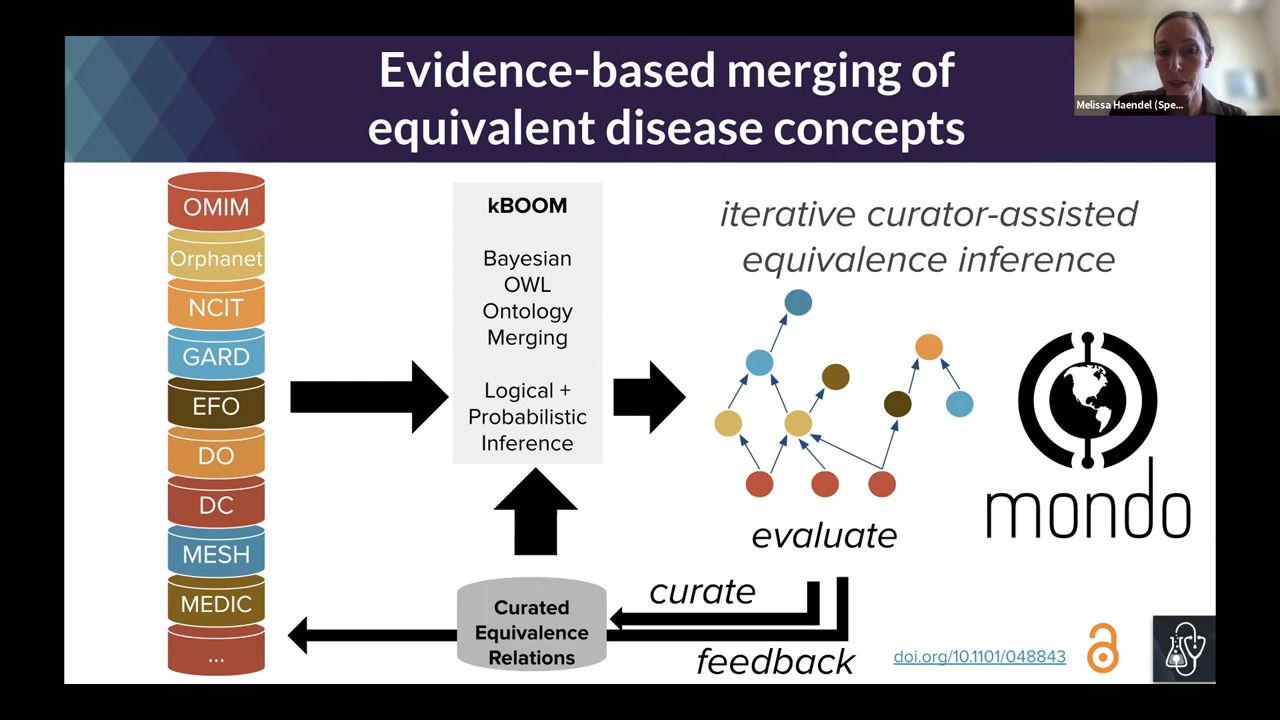 Evidence-based merging of
equivalent disease concepts
Melissa Haendel (Spe...
OMIM
Orphanet
NCIT
GARD
EFO
DO
DC
MESH
MEDIC
...
kBOOM
Bayesian
OWL
Ontology
Merging
Logical +
Probabilistic
Inference
Curated
Equivalence
Relations
iterative curator-assisted
equivalence inference
evaluate
curate
feedback
mondo
doi.org/10.1101/048843